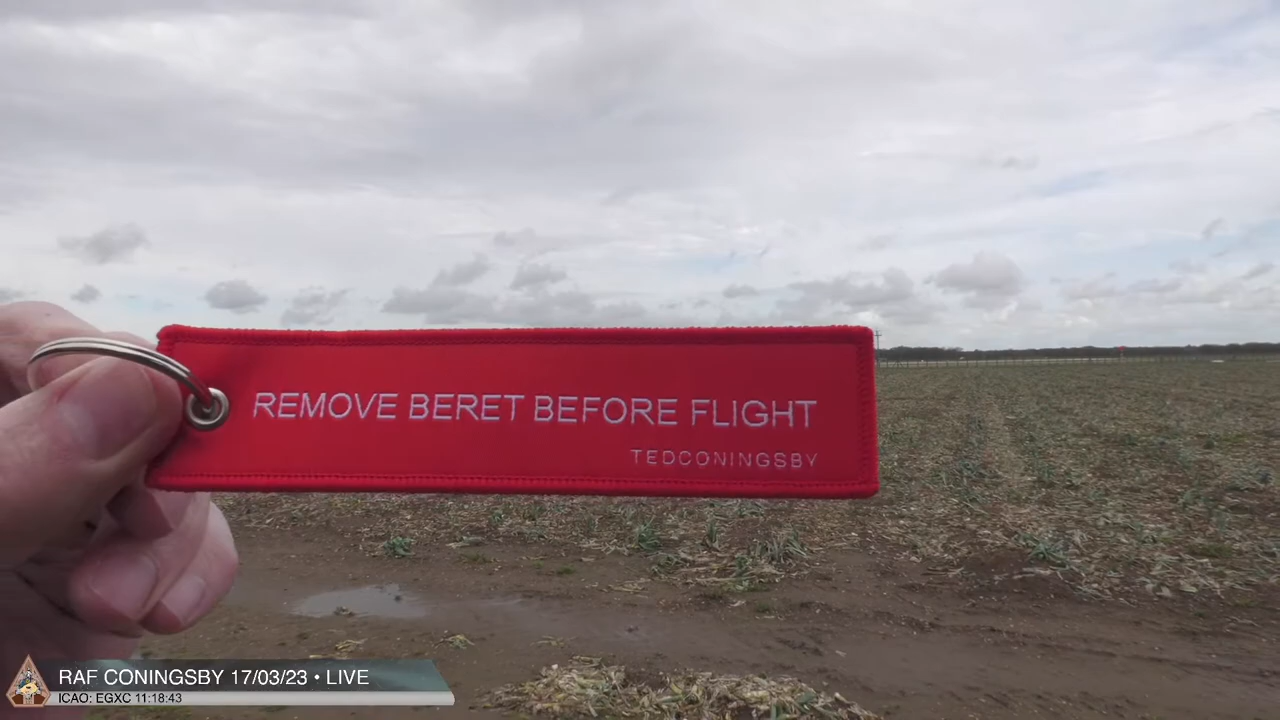 REMOVE BERET BEFORE FLIGHT
TEDCONINGSBY
RAF CONINGSBY 17/03/23 • LIVE
ICAO: EGXC 11:18:43